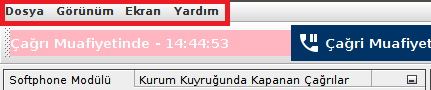 Dosya Görünüm Ekran Yardım
Çağrı Muafiyetinde - 14:44:53 Çağrı Muafiyet
Softphone Modülü Kurum Kuyruğunda Kapanan Çağrılar